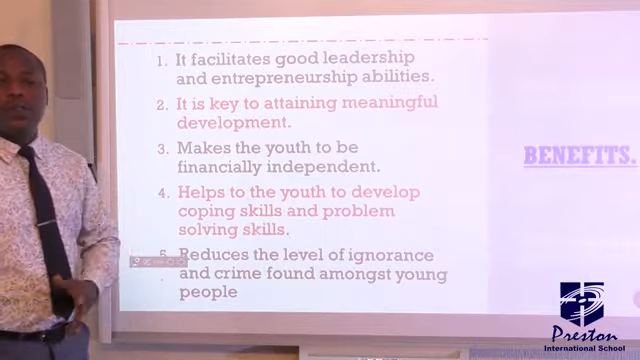 1. It facilitates good leadership
and entrepreneurship abilities.
2. It is key to attaining meaningful
development.
3. Makes the youth to be
financially independent.
4. Helps to the youth to develop
coping skills and problem
solving skills.
5. Reduces the level of ignorance
and crime found amongst young
people
BENEFITS.
Preston
International School